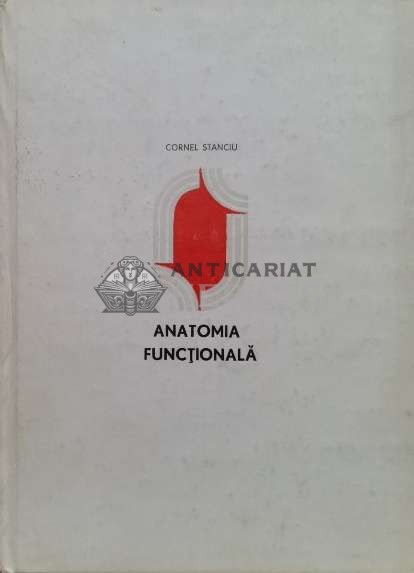 CORNEL STANCIU
ANTICARIAT
ANATOMIA
FUNCŢIONALĂ